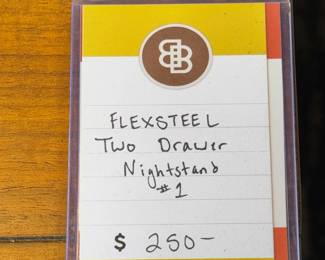 FLEXSTEEL
Two Drawer
Nightstand
#1
$ 250-